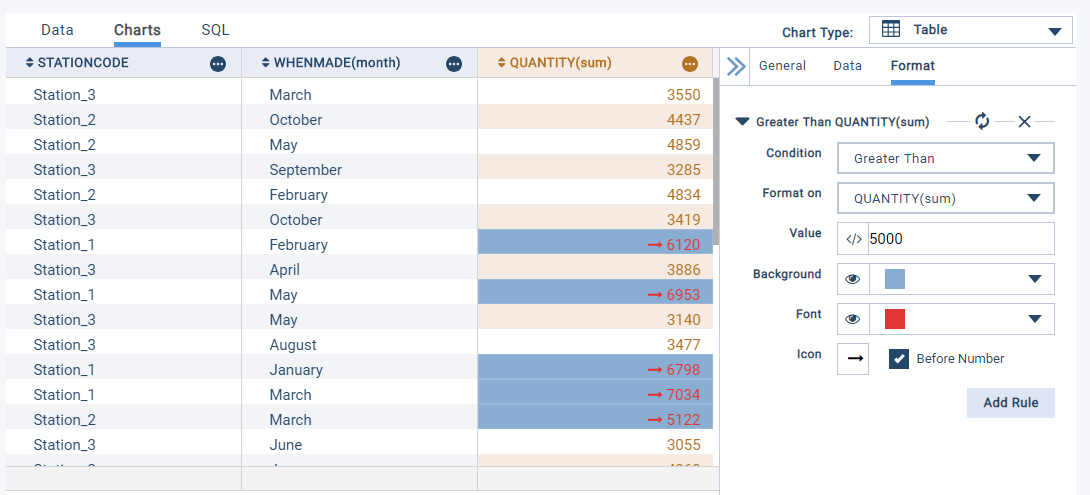 Data Charts SQL
Chart Type: Table
STATIONCODE WHENMADE(month) QUANTITY(sum)
Station_3 March 3550
Station_2 October 4437
Station_2 May 4859
Station_3 September 3285
Station_2 February 4834
Station_3 October 3419
Station_1 February → 6120
Station_3 April 3886
Station_1 May → 6953
Station_3 May 3140
Station_3 August 3477
Station_1 January → 6798
Station_1 March → 7034
Station_2 March → 5122
Station_3 June 3055
General Data Format
Greater Than QUANTITY(sum)
Condition Greater Than
Format on QUANTITY(sum)
Value </> 5000
Background
Font
Icon → Before Number
Add Rule